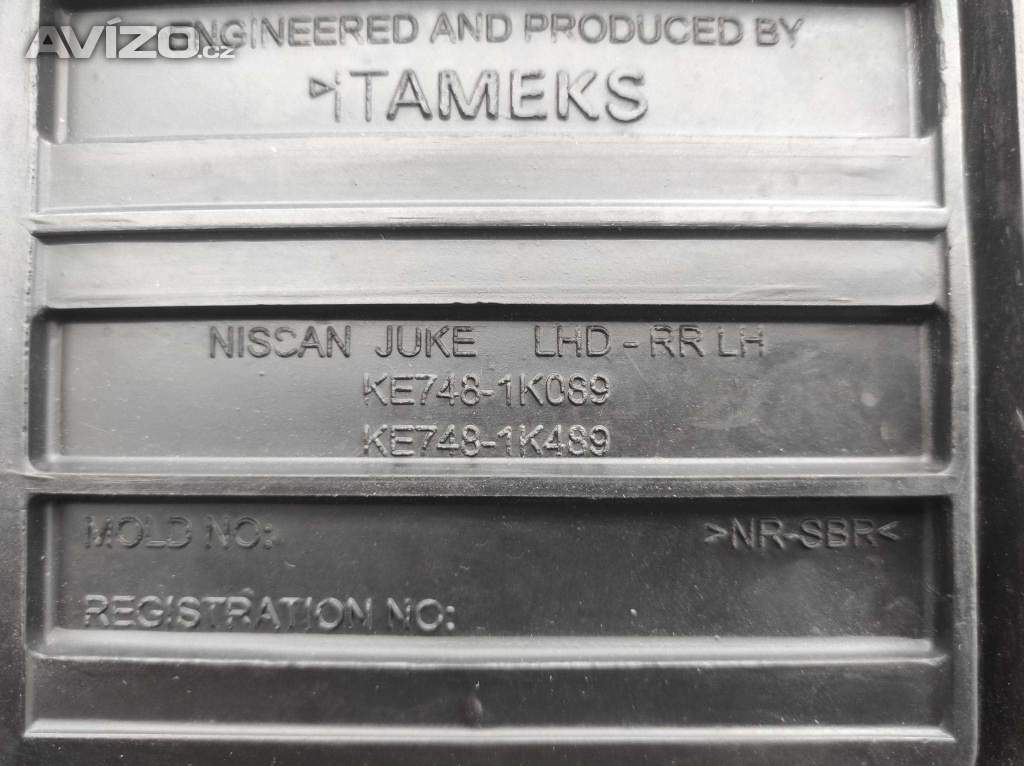 AVÍZO.cz
ENGINEERED AND PRODUCED BY
TAMEKS
NISSAN JUKE LHD - RR LH
KE748-1K089
KE748-1K489
MOLD NO: >NR-SBR<
REGISTRATION NO: